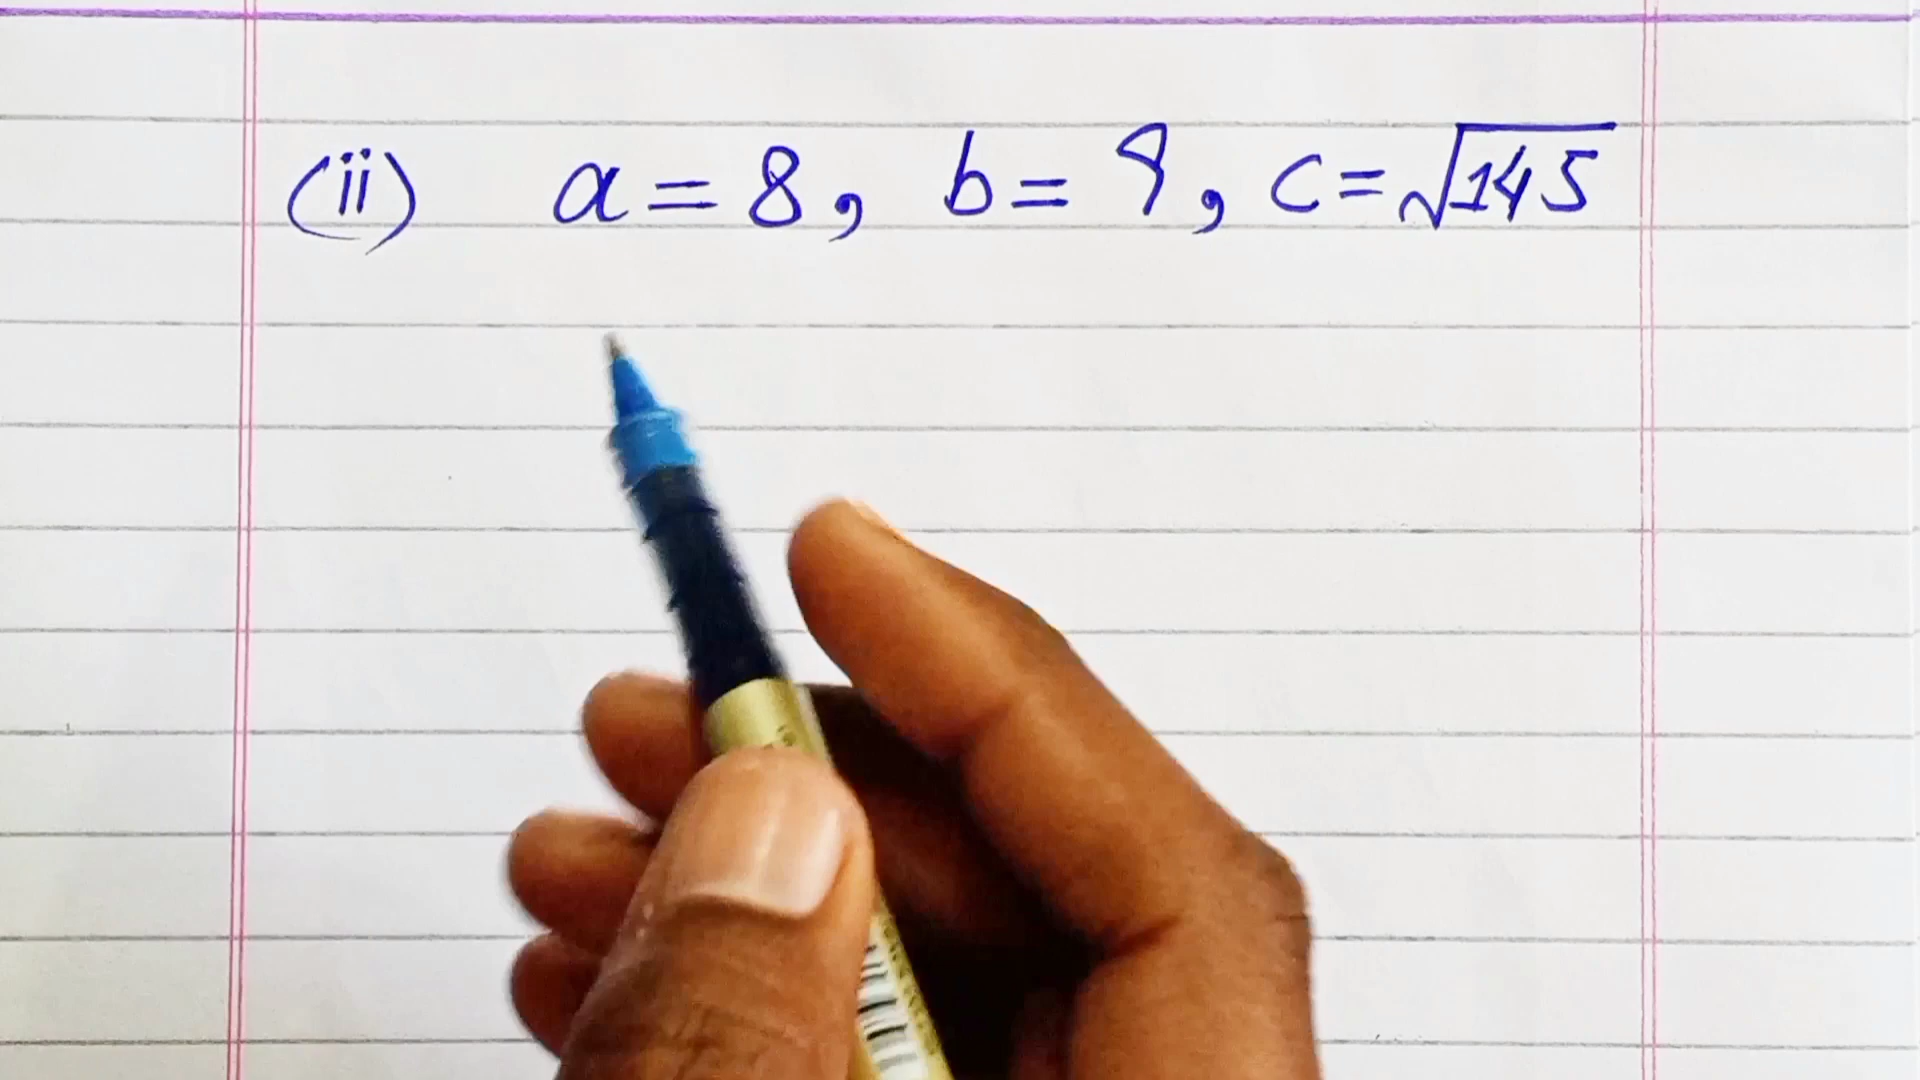 (ii) a = 8, b = 9, c = √145